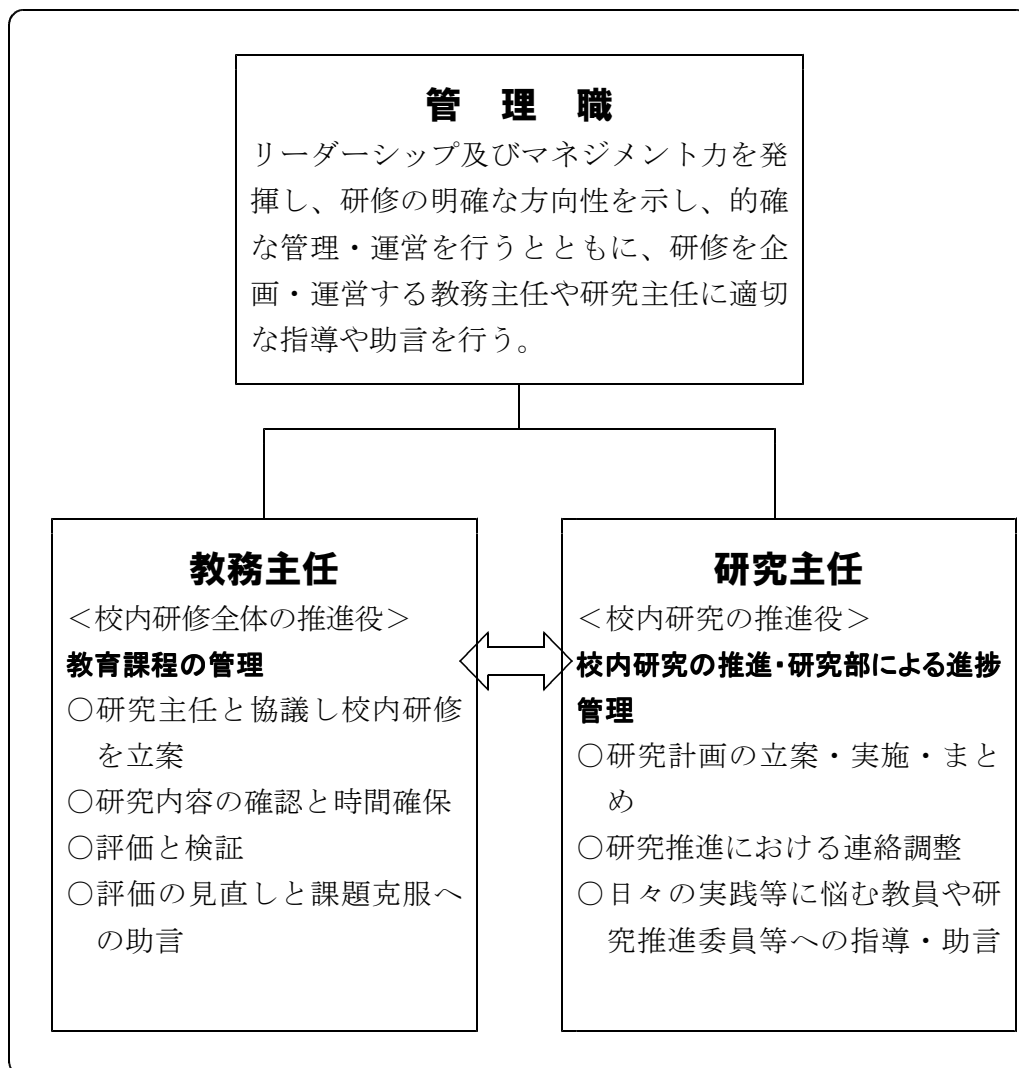 管 理 職
リーダーシップ及びマネジメント力を発
揮し、研修の明確な方向性を示し、的確
な管理・運営を行うとともに、研修を企
画・運営する教務主任や研究主任に適切
な指導や助言を行う。
教務主任
＜校内研修全体の推進役＞
教育課程の管理
○研究主任と協議し校内研修
を立案
○研究内容の確認と時間確保
○評価と検証
○評価の見直しと課題克服へ
の助言
研究主任
＜校内研究の推進役＞
校内研究の推進・研究部による進捗
管理
○研究計画の立案・実施・まと
め
○研究推進における連絡調整
○日々の実践等に悩む教員や研
究推進委員等への指導・助言